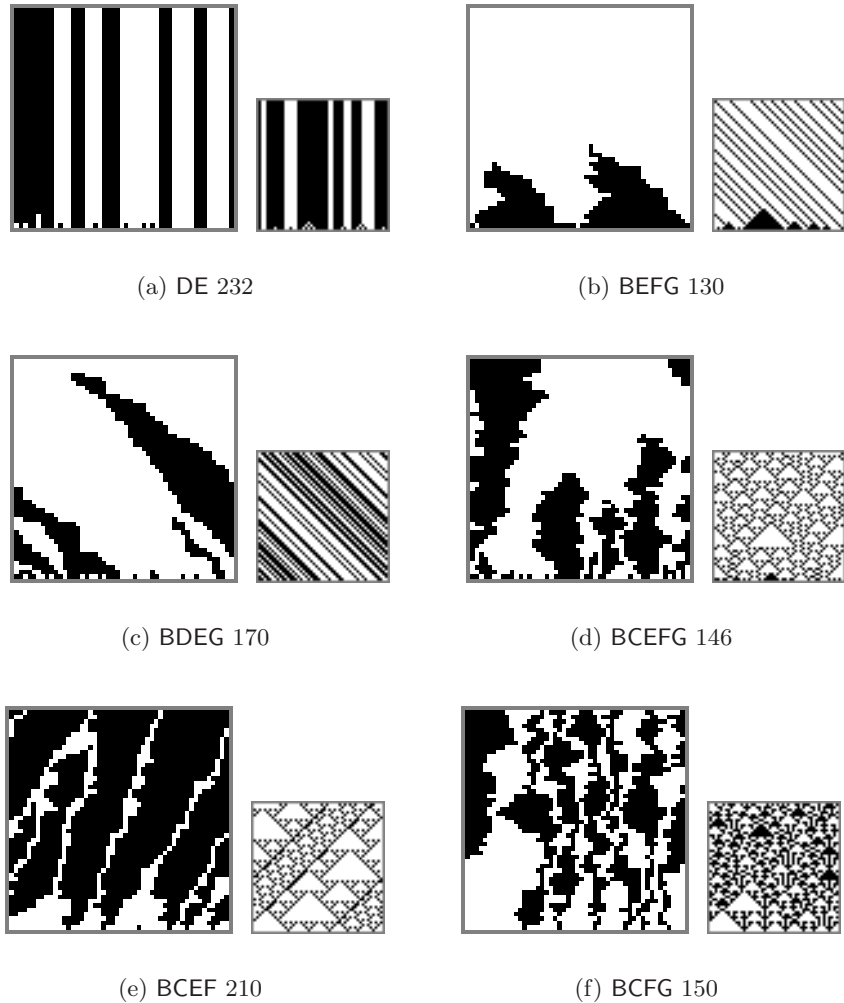 (a) DE 232
(b) BEFG 130
(c) BDEG 170
(d) BCEFG 146
(e) BCEF 210
(f) BCFG 150